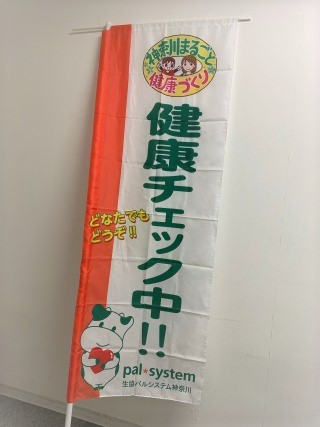 神奈川まるごと
健康づくり
健康チェック中!!
どなたでも
どうぞ!!
pal*system
生協パルシステム神奈川